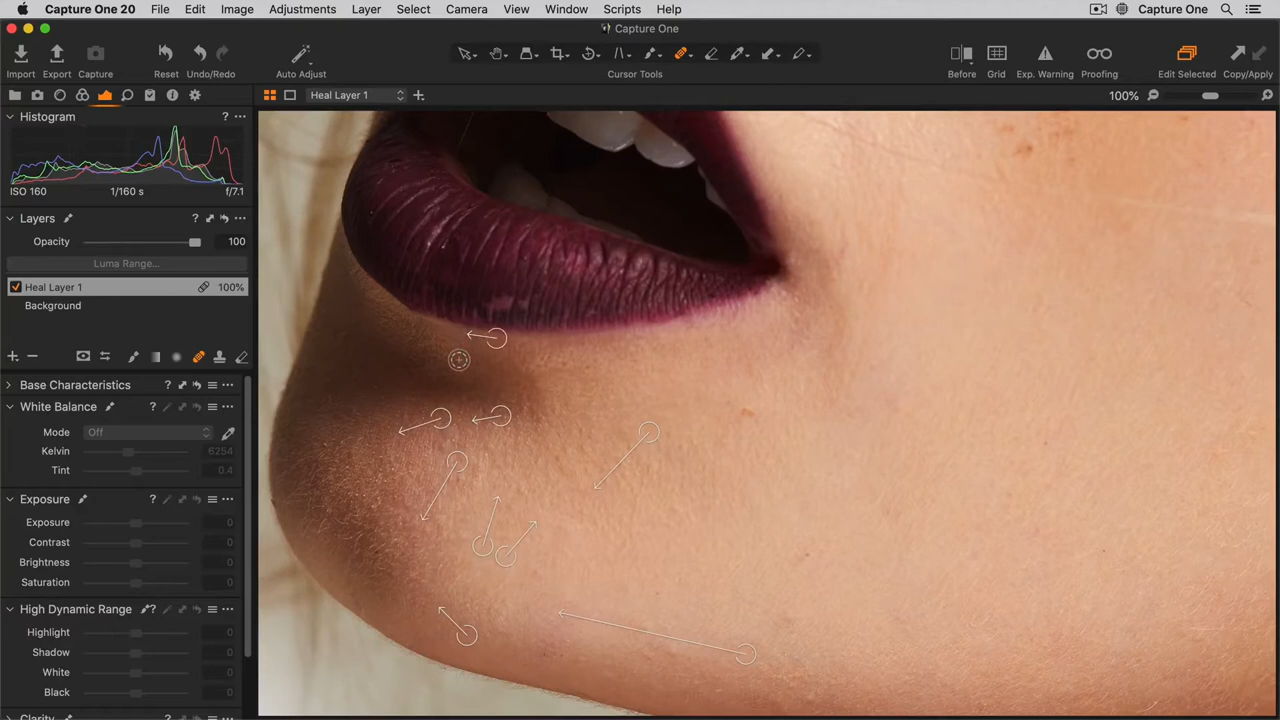 Capture One 20 File Edit Image Adjustments Layer Select Camera View Window Scripts Help Capture One
Capture One
Import Export Capture Reset Undo/Redo Auto Adjust Cursor Tools Before Grid Exp. Warning Proofing Edit Selected Copy/Apply
Heal Layer 1 100%
Histogram ? ...
ISO 160 1/160 s f/7.1
Layers ? ...
Opacity 100
Luma Range...
Heal Layer 1 100%
Background
Base Characteristics ? ...
White Balance ? ...
Mode Off
Kelvin 6254
Tint 0.4
Exposure ? ...
Exposure 0
Contrast 0
Brightness 0
Saturation 0
High Dynamic Range ? ...
Highlight 0
Shadow 0
White 0
Black 0
Clarity